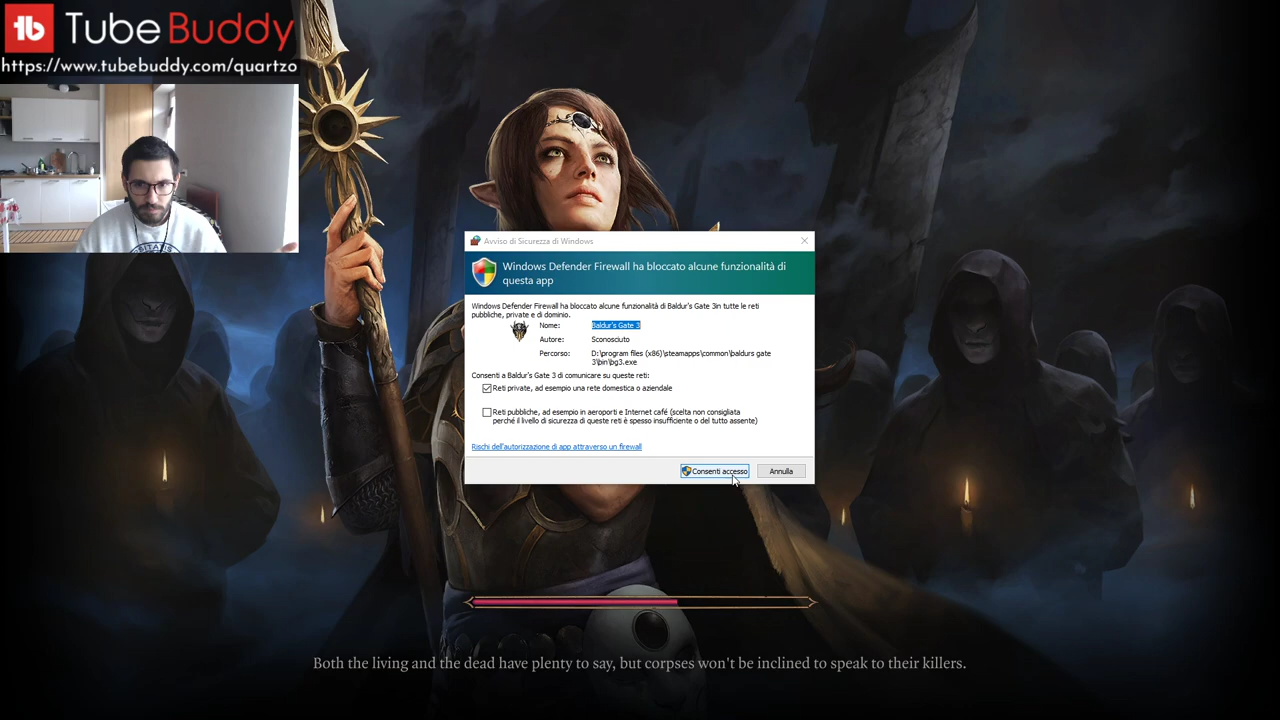 tb TubeBuddy
https://www.tubebuddy.com/quartzo
Avviso di Sicurezza di Windows
Windows Defender Firewall ha bloccato alcune funzionalità di
questa app
Windows Defender Firewall ha bloccato alcune funzionalità di Baldur's Gate 3in tutte le reti
pubbliche, private e di dominio.
Nome: Baldur's Gate 3
Autore: Sconosciuto
Percorso: D:\program files (x86)\steamapps\common\baldurs gate
3\bin\bg3.exe
Consenti a Baldur's Gate 3 di comunicare su queste reti:
Reti private, ad esempio una rete domestica o aziendale
Reti pubbliche, ad esempio in aeroporti e Internet café (scelta non consigliata
perché il livello di sicurezza di queste reti è spesso insufficiente o del tutto assente)
Rischi dell'autorizzazione di app attraverso un firewall
Consenti accesso Annulla
Both the living and the dead have plenty to say, but corpses won't be inclined to speak to their killers.